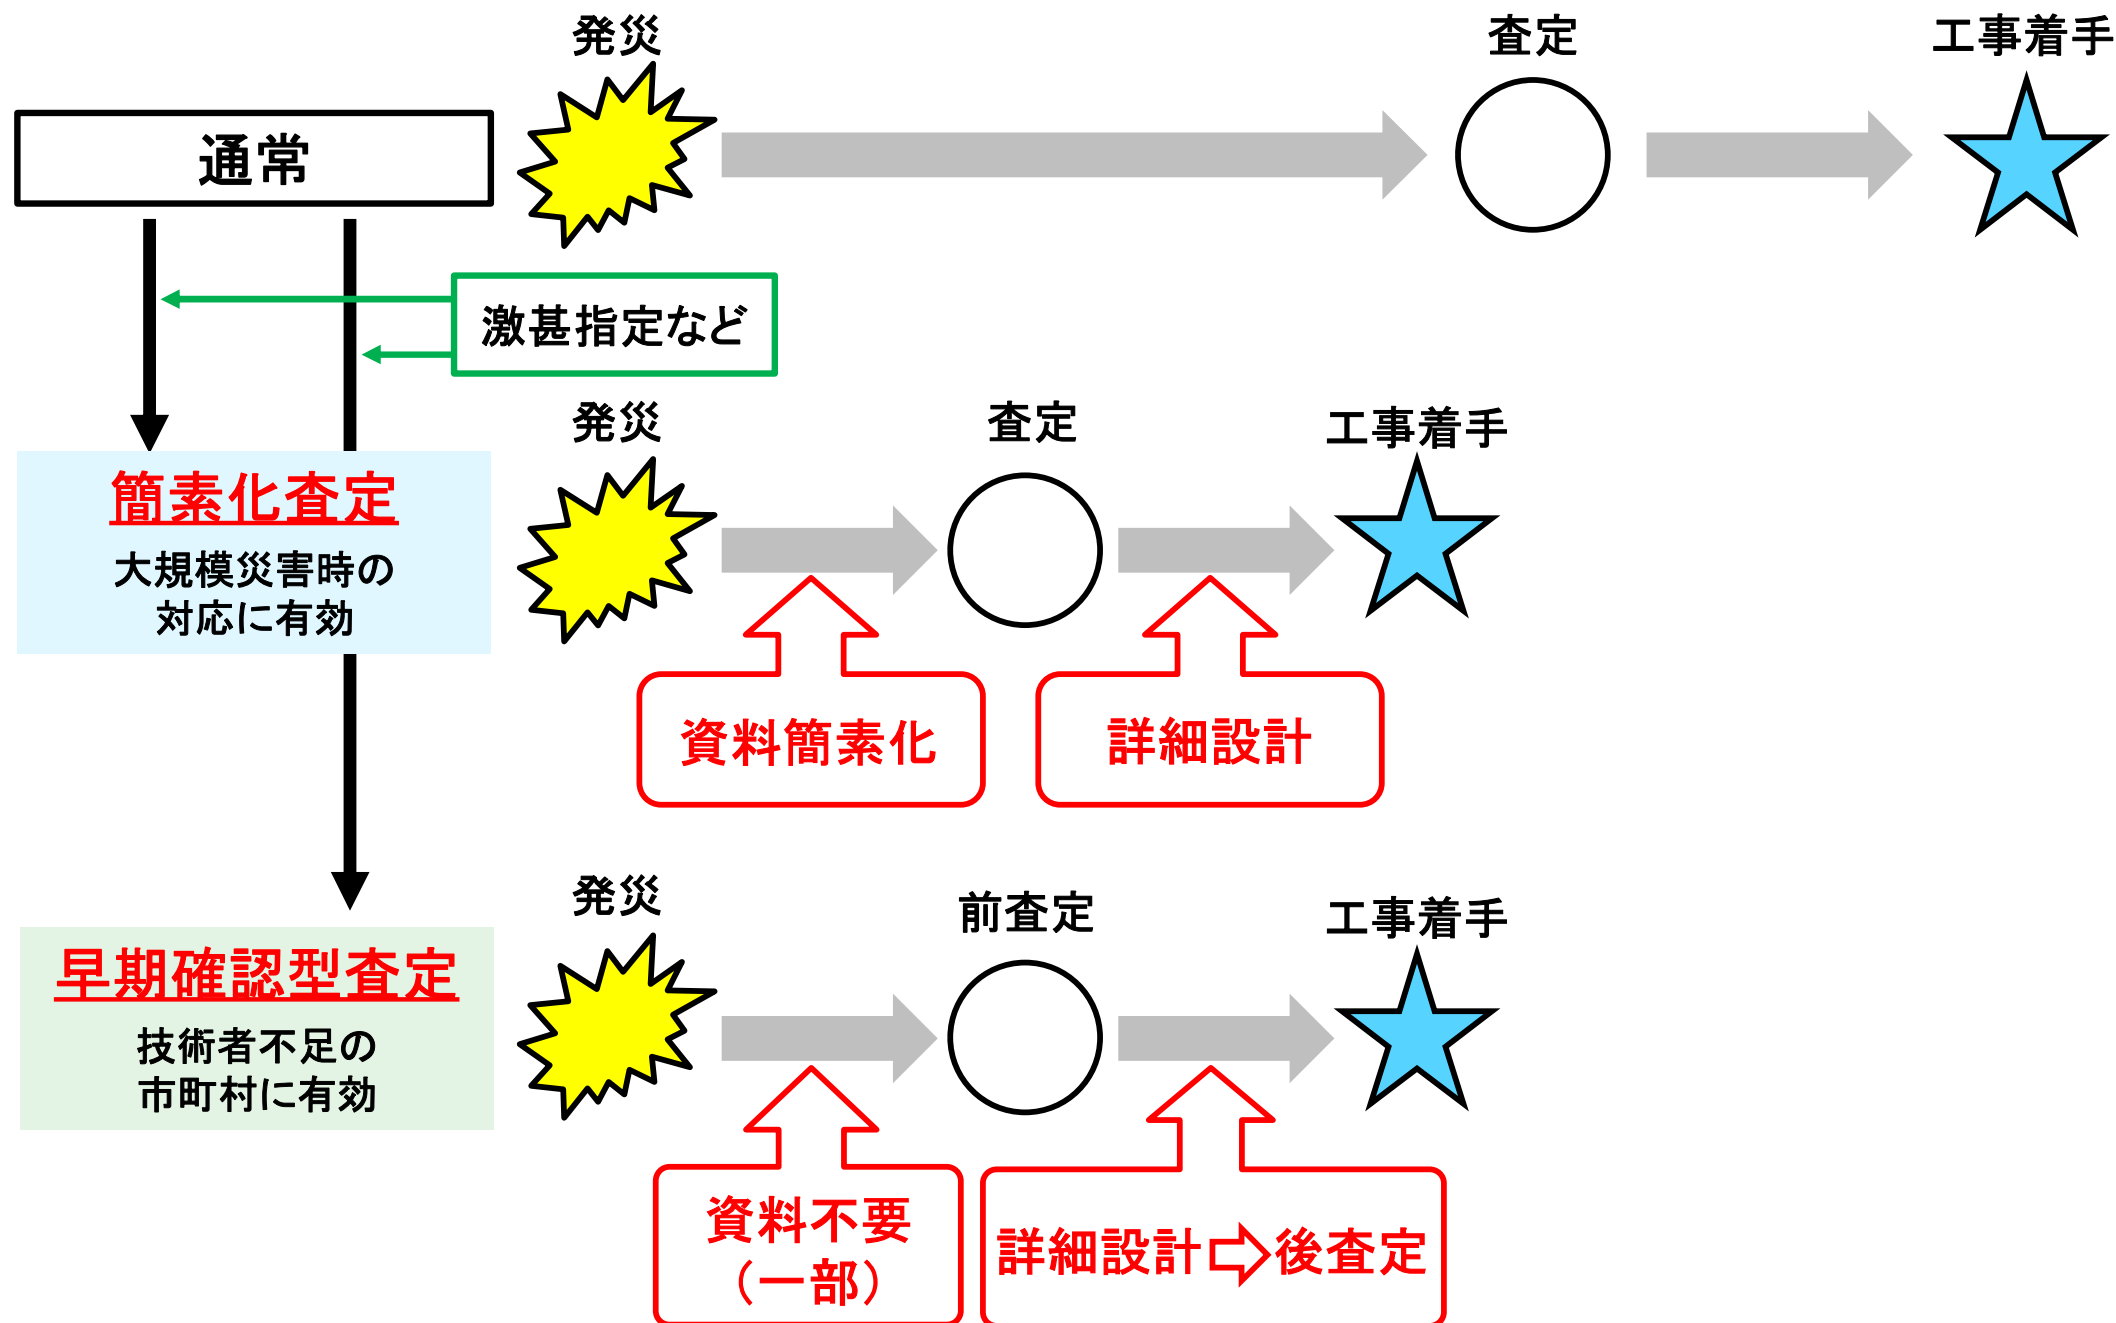 発災
査定
工事着手
通常
激甚指定など
発災
査定
工事着手
簡素化査定
大規模災害時の
対応に有効
資料簡素化
詳細設計
発災
前査定
工事着手
早期確認型査定
技術者不足の
市町村に有効
資料不要
（一部）
詳細設計⇨後査定